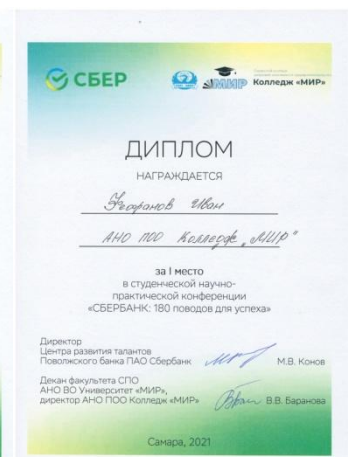 СБЕР
МИР Колледж «МИР»
ДИПЛОМ
НАГРАЖДАЕТСЯ
Иван
АНО ПОО Колледж „МИР"
за I место
в студенческой научно-
практической конференции
«СБЕРБАНК: 180 поводов для успеха»
Директор
Центра развития талантов
Поволжского банка ПАО Сбербанк
М.В. Конов
Декан факультета СПО
АНО ВО Университет «МИР»,
директор АНО ПОО Колледж «МИР»
В.В. Баранова
Самара, 2021